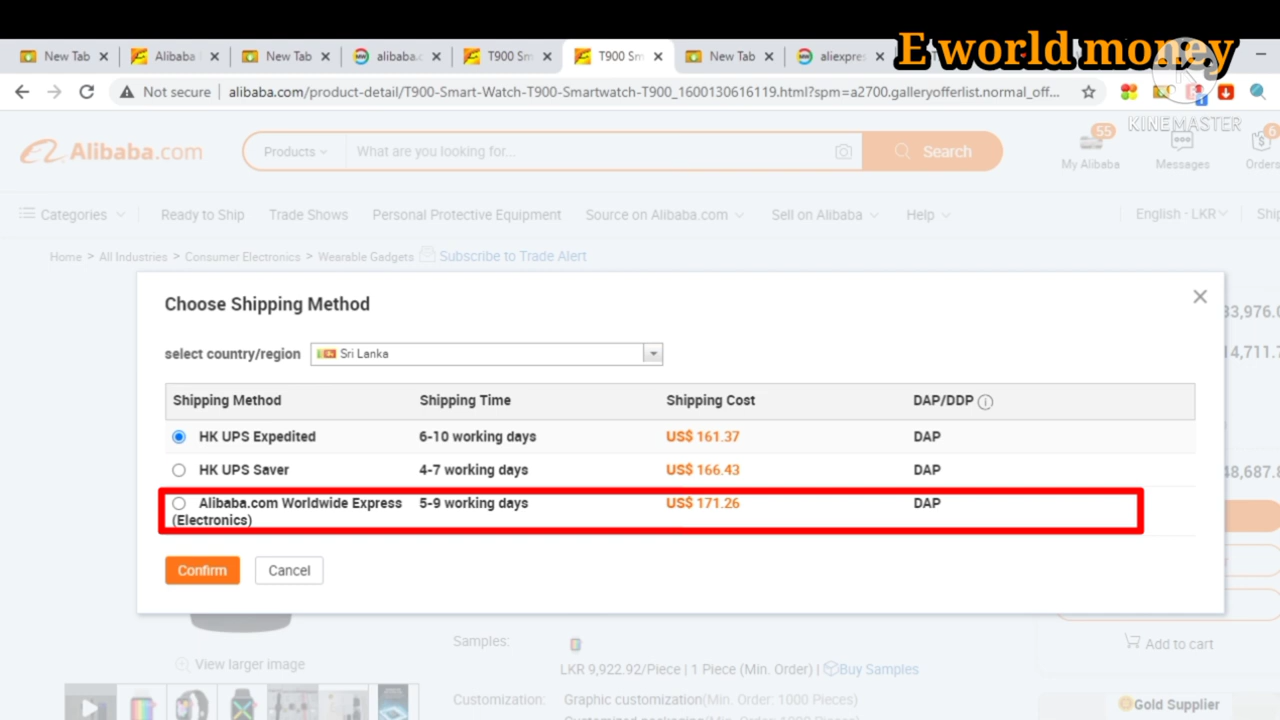 E world money
New Tab
Alibaba
New Tab
alibaba.c
T900 Sm
T900 Sm
New Tab
aliexpres
Not secure
alibaba.com/product-detail/T900-Smart-Watch-T900-Smartwatch-T900_1600130616119.html?spm=a2700.galleryofferlist.normal_off...
KINEMASTER
Alibaba.com
Products
What are you looking for...
Search
55
My Alibaba
Messages
6
Orders
Categories
Ready to Ship
Trade Shows
Personal Protective Equipment
Source on Alibaba.com
Sell on Alibaba
Help
English - LKR
Ship
Home > All Industries > Consumer Electronics > Wearable Gadgets
Subscribe to Trade Alert
Choose Shipping Method
select country/region
Sri Lanka
Shipping Method Shipping Time Shipping Cost DAP/DDP
HK UPS Expedited 6-10 working days US$ 161.37 DAP
HK UPS Saver 4-7 working days US$ 166.43 DAP
Alibaba.com Worldwide Express 5-9 working days US$ 171.26 DAP
(Electronics)
Confirm
Cancel
View larger image
Samples:
LKR 9,922.92/Piece | 1 Piece (Min. Order) | Buy Samples
Customization:
Graphic customization(Min. Order: 1000 Pieces)
Add to cart
Gold Supplier